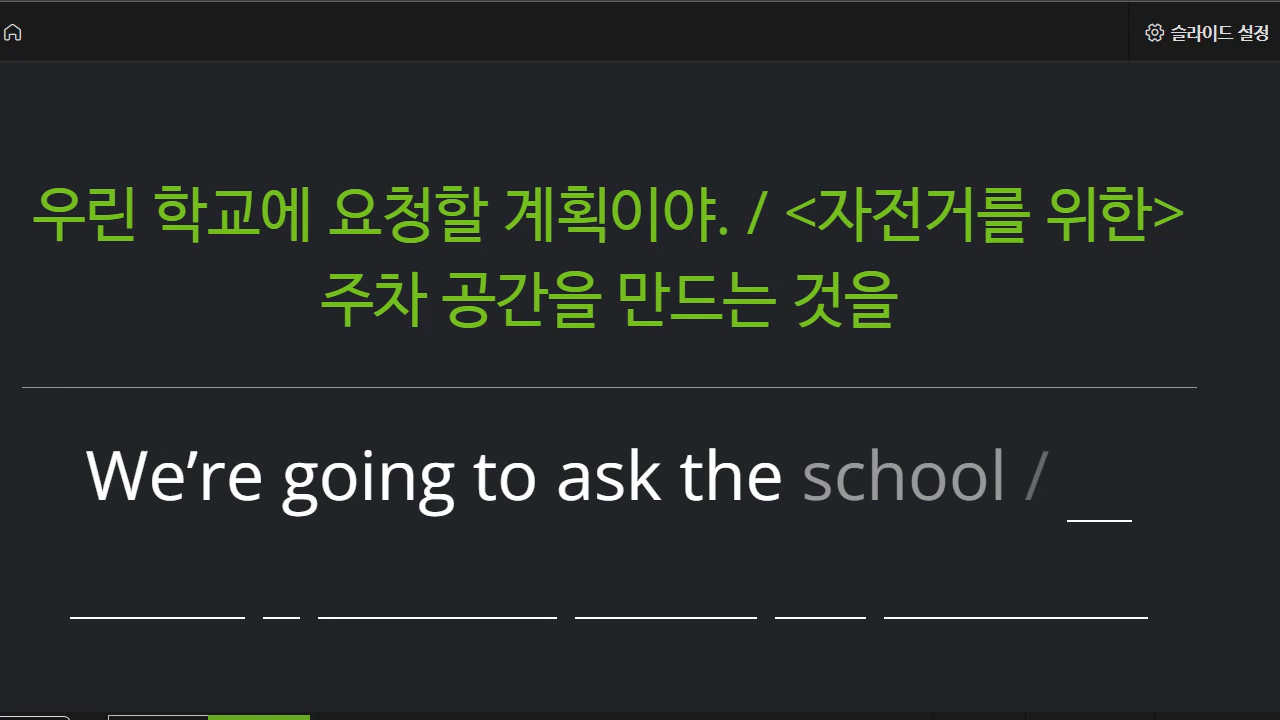 슬라이드 설정
우린 학교에 요청할 계획이야. / <자전거를 위한>
주차 공간을 만드는 것을
We’re going to ask the school /